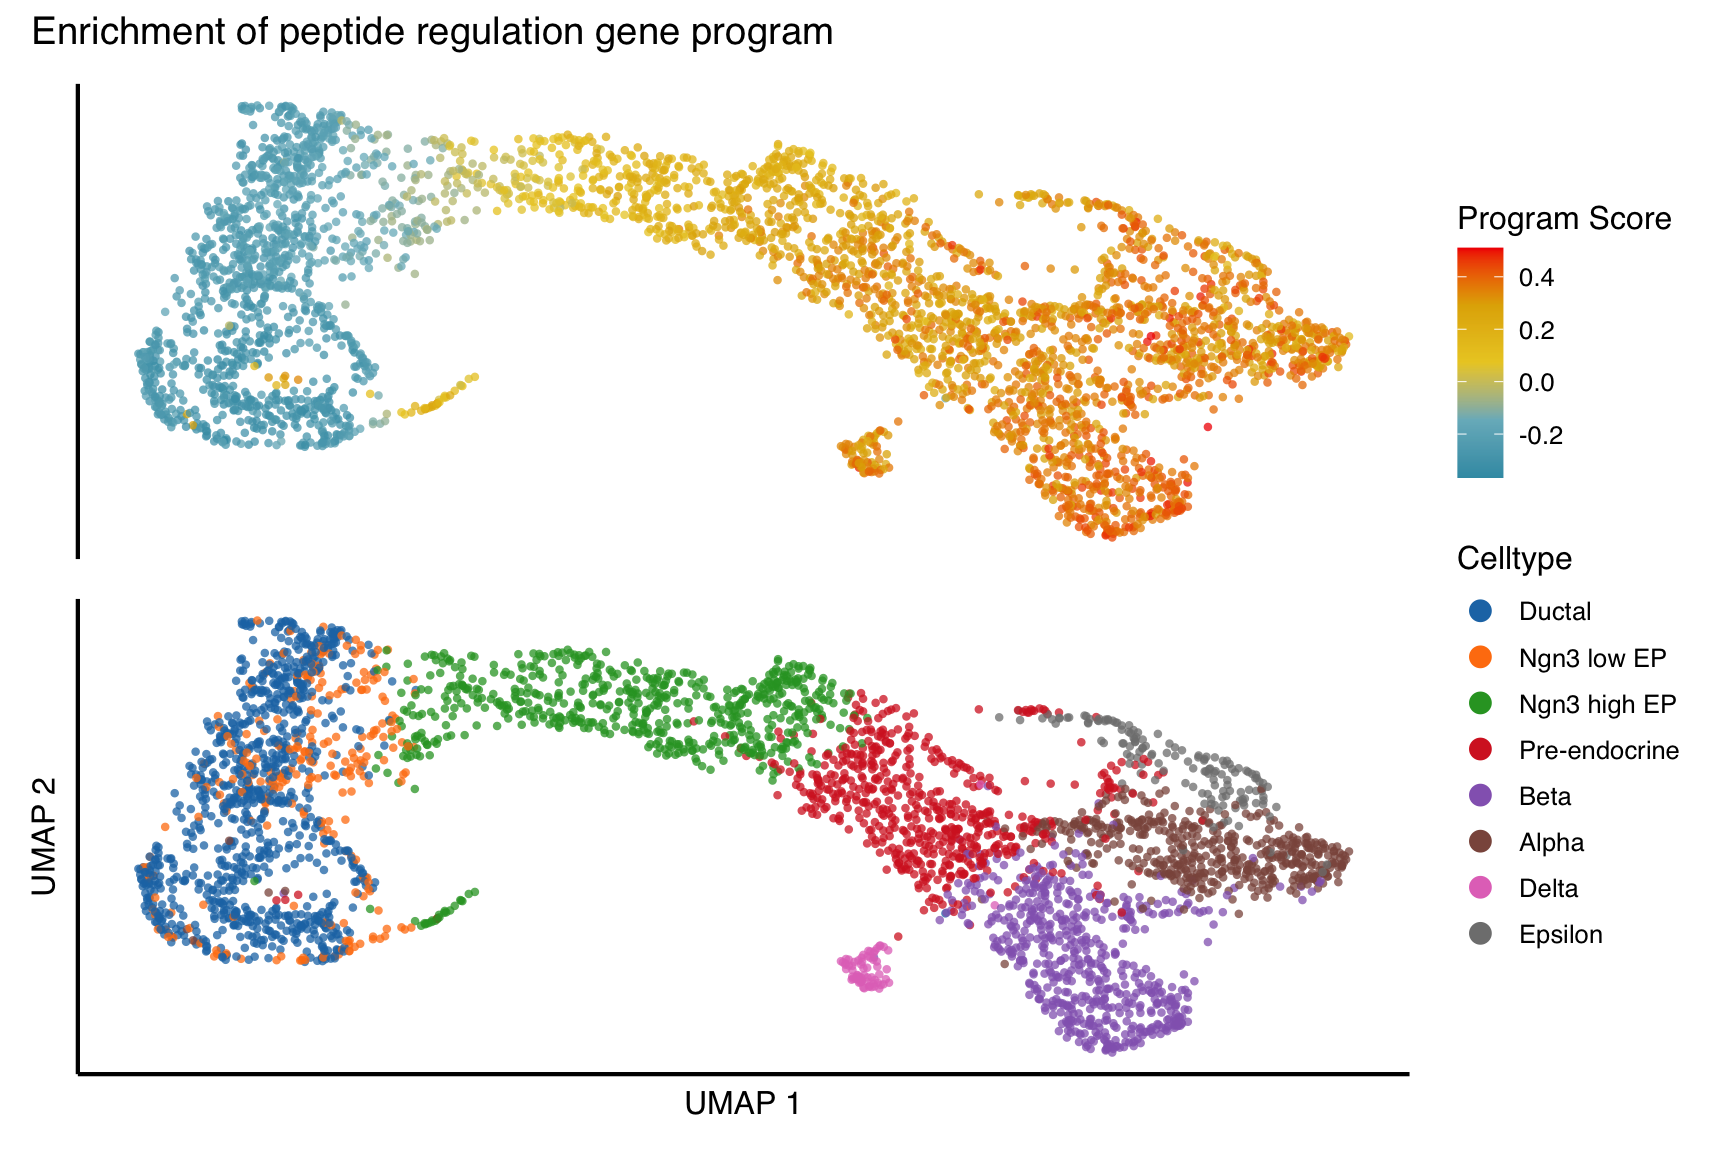 Enrichment of peptide regulation gene program
Program Score
0.4
0.2
0.0
-0.2
Celltype
Ductal
Ngn3 low EP
Ngn3 high EP
Pre-endocrine
Beta
Alpha
Delta
Epsilon
UMAP 2
UMAP 1